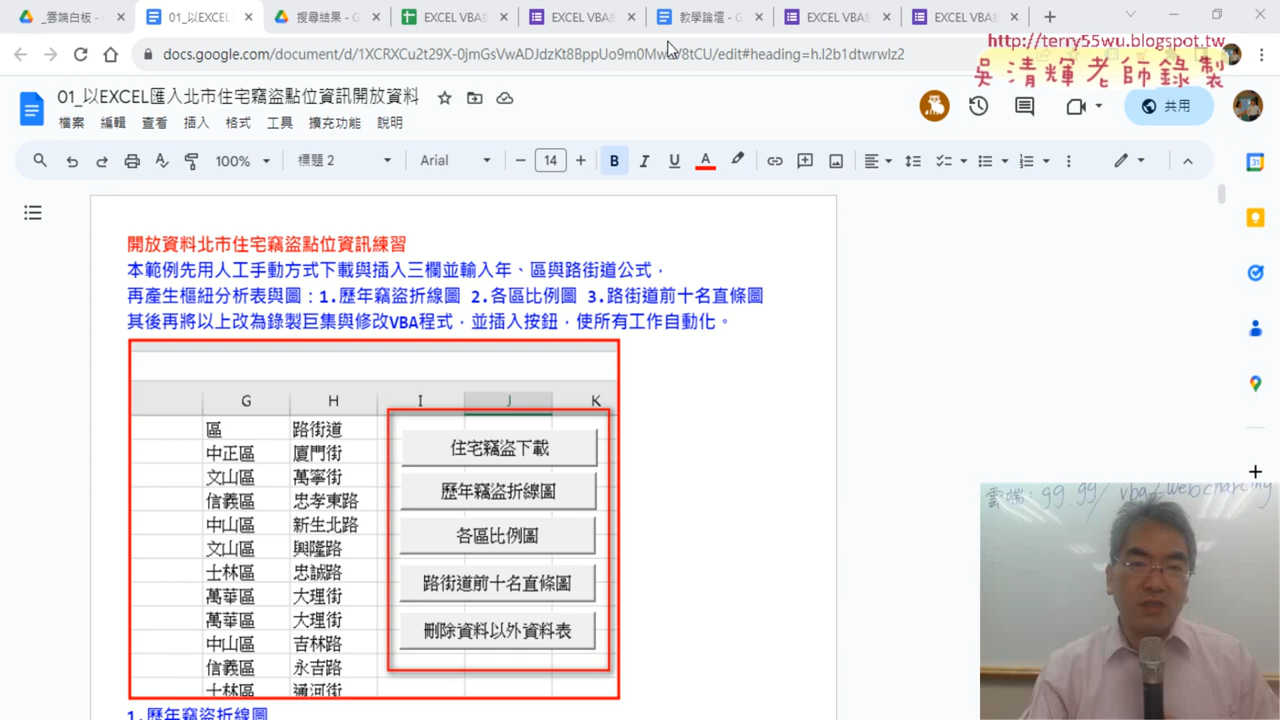 _雲端白板 - G
01_以EXCEL
搜尋結果 - G
EXCEL VBA
EXCEL VBA
教學論壇 - G
EXCEL VBA
EXCEL VBA
docs.google.com/document/d/1XCRXCu2t29X-0jmGsVwADJdzKt8BppUo9m0Mw
Y8tCU/edit#heading=h.l2b1dtwrwlz2
http://terry55wu.blogspot.tw
吳清輝老師錄製
01_以EXCEL匯入北市住宅竊盜點位資訊開放資料
檔案 編輯 查看 插入 格式 工具 擴充功能 說明
共用
100% 標題 2 Arial 14 B I U A
31
開放資料北市住宅竊盜點位資訊練習
本範例先用人工手動方式下載與插入三欄並輸入年、區與路街道公式，
再產生樞紐分析表與圖：1.歷年竊盜折線圖 2.各區比例圖 3.路街道前十名直條圖
其後再將以上改為錄製巨集與修改VBA程式，並插入按鈕，使所有工作自動化。
G H I J K
區 路街道
中正區 廈門街
文山區 萬寧街
信義區 忠孝東路
中山區 新生北路
文山區 興隆路
士林區 忠誠路
萬華區 大理街
萬華區 大理街
中山區 吉林路
信義區 永吉路
士林區 通河街
住宅竊盜下載
歷年竊盜折線圖
各區比例圖
路街道前十名直條圖
刪除資料以外資料表
1.歷年竊盜折線圖
雲端: gg.gg/vba-webcharting